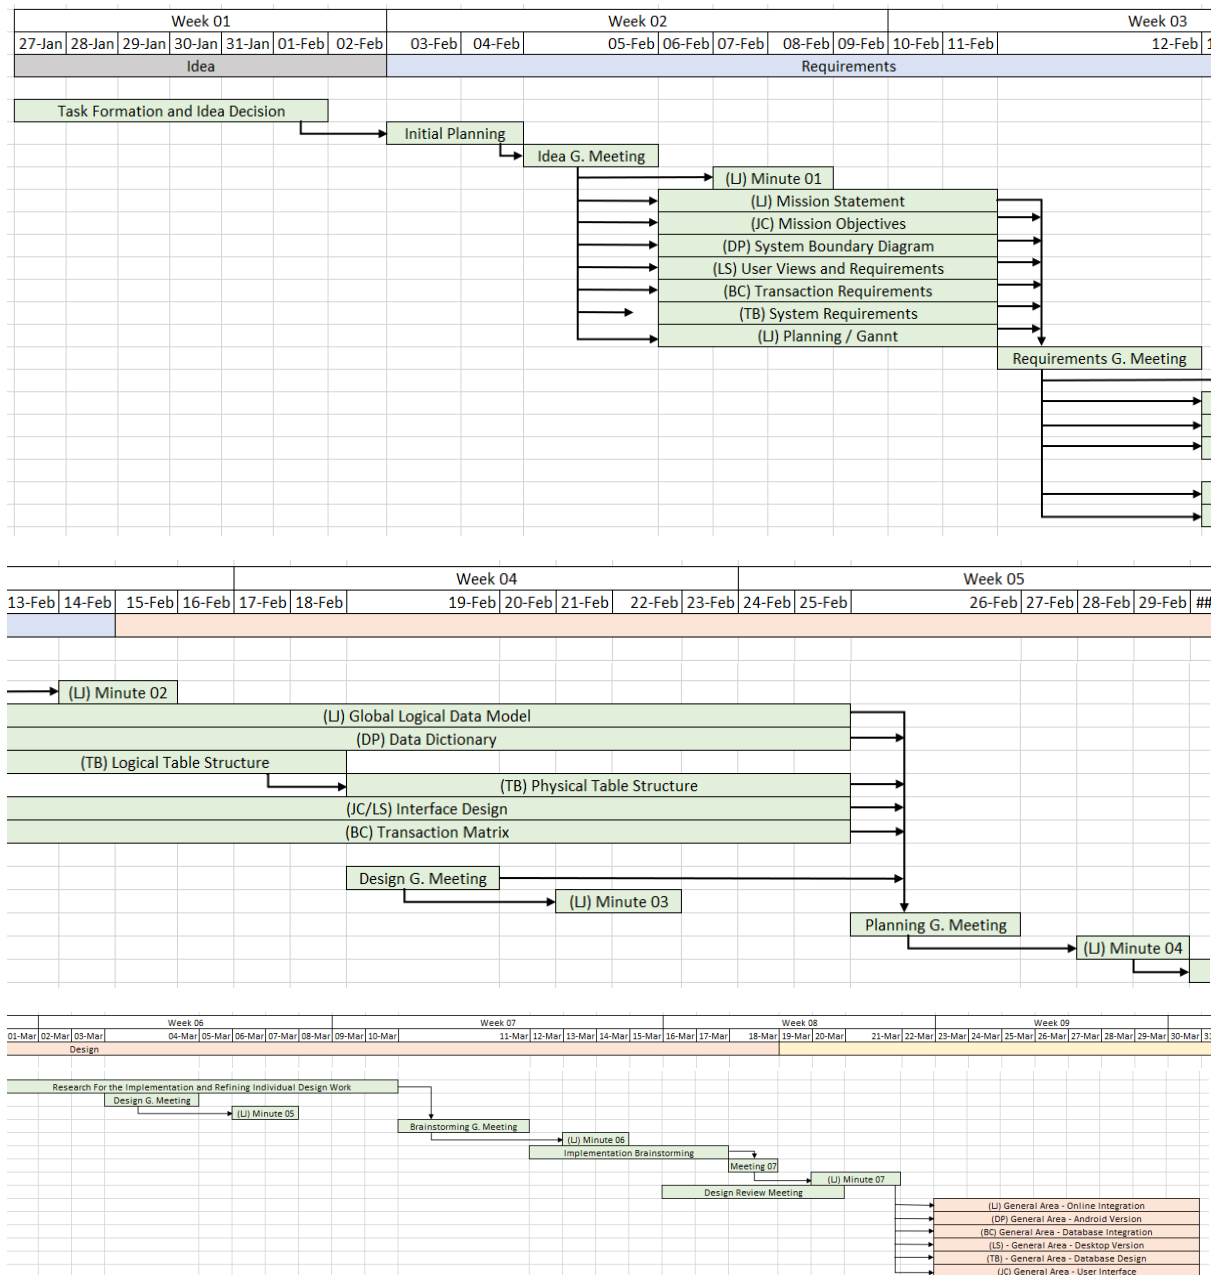 Week 01 Week 02 Week 03
27-Jan 28-Jan 29-Jan 30-Jan 31-Jan 01-Feb 02-Feb 03-Feb 04-Feb 05-Feb 06-Feb 07-Feb 08-Feb 09-Feb 10-Feb 11-Feb 12-Feb 1
Idea Requirements
Task Formation and Idea Decision
Initial Planning
Idea G. Meeting
(LJ) Minute 01
(LJ) Mission Statement
(JC) Mission Objectives
(DP) System Boundary Diagram
(LS) User Views and Requirements
(BC) Transaction Requirements
(TB) System Requirements
(LJ) Planning / Gannt
Requirements G. Meeting
Week 04 Week 05
13-Feb 14-Feb 15-Feb 16-Feb 17-Feb 18-Feb 19-Feb 20-Feb 21-Feb 22-Feb 23-Feb 24-Feb 25-Feb 26-Feb 27-Feb 28-Feb 29-Feb ##
(LJ) Minute 02
(LJ) Global Logical Data Model
(DP) Data Dictionary
(TB) Logical Table Structure
(TB) Physical Table Structure
(JC/LS) Interface Design
(BC) Transaction Matrix
Design G. Meeting
(LJ) Minute 03
Planning G. Meeting
(LJ) Minute 04
Week 06 Week 07 Week 08 Week 09
01-Mar 02-Mar 03-Mar 04-Mar 05-Mar 06-Mar 07-Mar 08-Mar 09-Mar 10-Mar 11-Mar 12-Mar 13-Mar 14-Mar 15-Mar 16-Mar 17-Mar 18-Mar 19-Mar 20-Mar 21-Mar 22-Mar 23-Mar 24-Mar 25-Mar 26-Mar 27-Mar 28-Mar 29-Mar 30-Mar 31
Design
Research For the Implementation and Refining Individual Design Work
Design G. Meeting
(LJ) Minute 05
Brainstorming G. Meeting
(LJ) Minute 06
Implementation Brainstorming
Meeting 07
(LJ) Minute 07
Design Review Meeting
(LJ) General Area - Online Integration
(DP) General Area - Android Version
(BC) General Area - Database Integration
(LS) - General Area - Desktop Version
(TB) - General Area - Database Design
(JC) General Area - User Interface